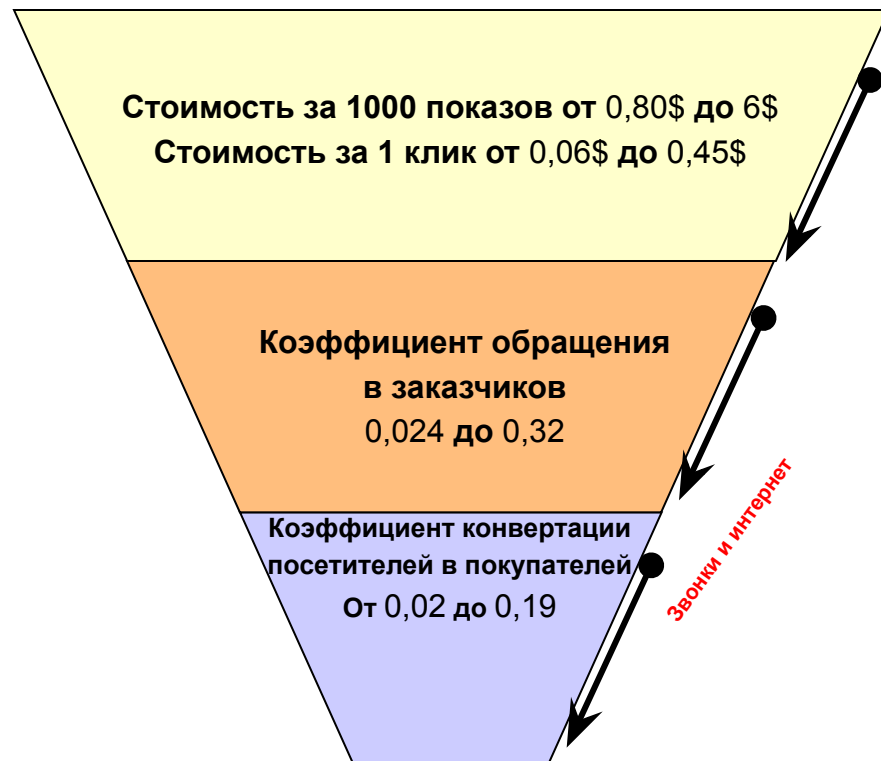 Стоимость за 1000 показов от 0,80$ до 6$
Стоимость за 1 клик от 0,06$ до 0,45$
Коэффициент обращения
в заказчиков
0,024 до 0,32
Коэффициент конвертации
посетителей в покупателей
От 0,02 до 0,19
Звонки и интернет